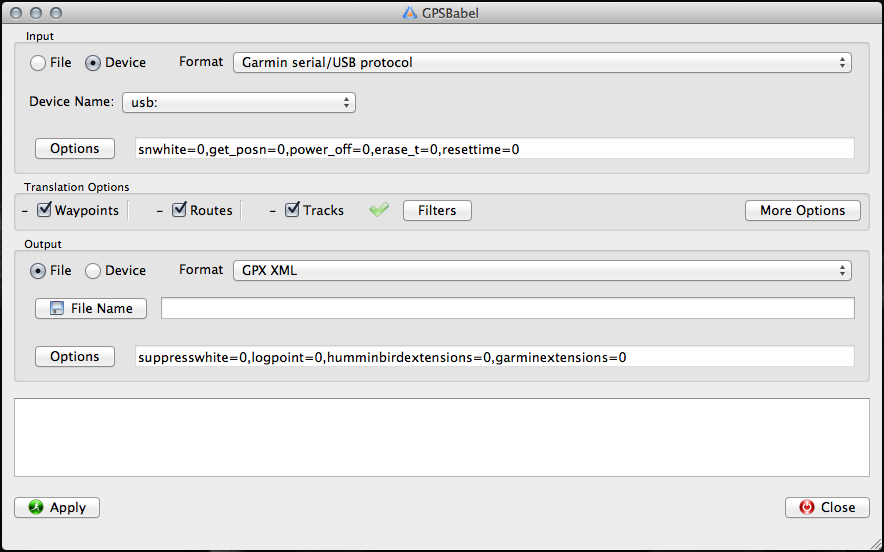 GPSBabel
Input
File Device Format Garmin serial/USB protocol
Device Name: usb:
Options snwhite=0,get_posn=0,power_off=0,erase_t=0,resettime=0
Translation Options
- Waypoints - Routes - Tracks Filters More Options
Output
File Device Format GPX XML
File Name
Options suppresswhite=0,logpoint=0,humminbirdextensions=0,garminextensions=0
Apply Close